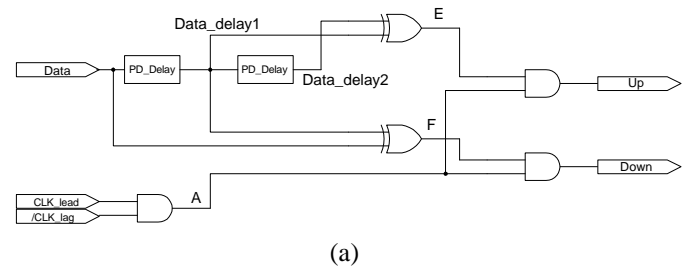 Data_delay1
E
Data
PD_Delay
PD_Delay
Data_delay2
Up
F
Down
A
CLK_lead
/CLK_lag
(a)